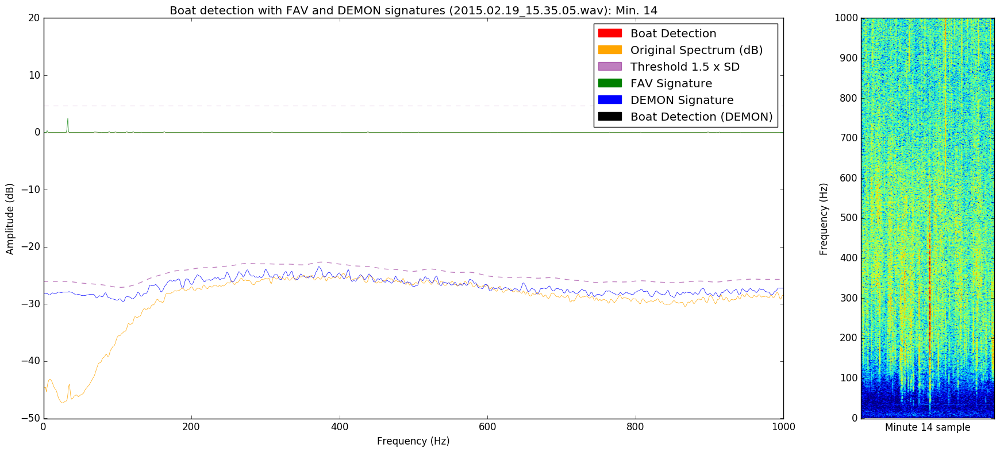 Boat detection with FAV and DEMON signatures (2015.02.19_15.35.05.wav): Min. 14
Boat Detection
Original Spectrum (dB)
Threshold 1.5 x SD
FAV Signature
DEMON Signature
Boat Detection (DEMON)
Amplitude (dB)
20
10
0
−10
−20
−30
−40
−50
0
200
400
600
800
1000
Frequency (Hz)
Frequency (Hz)
1000
900
800
700
600
500
400
300
200
100
0
Minute 14 sample